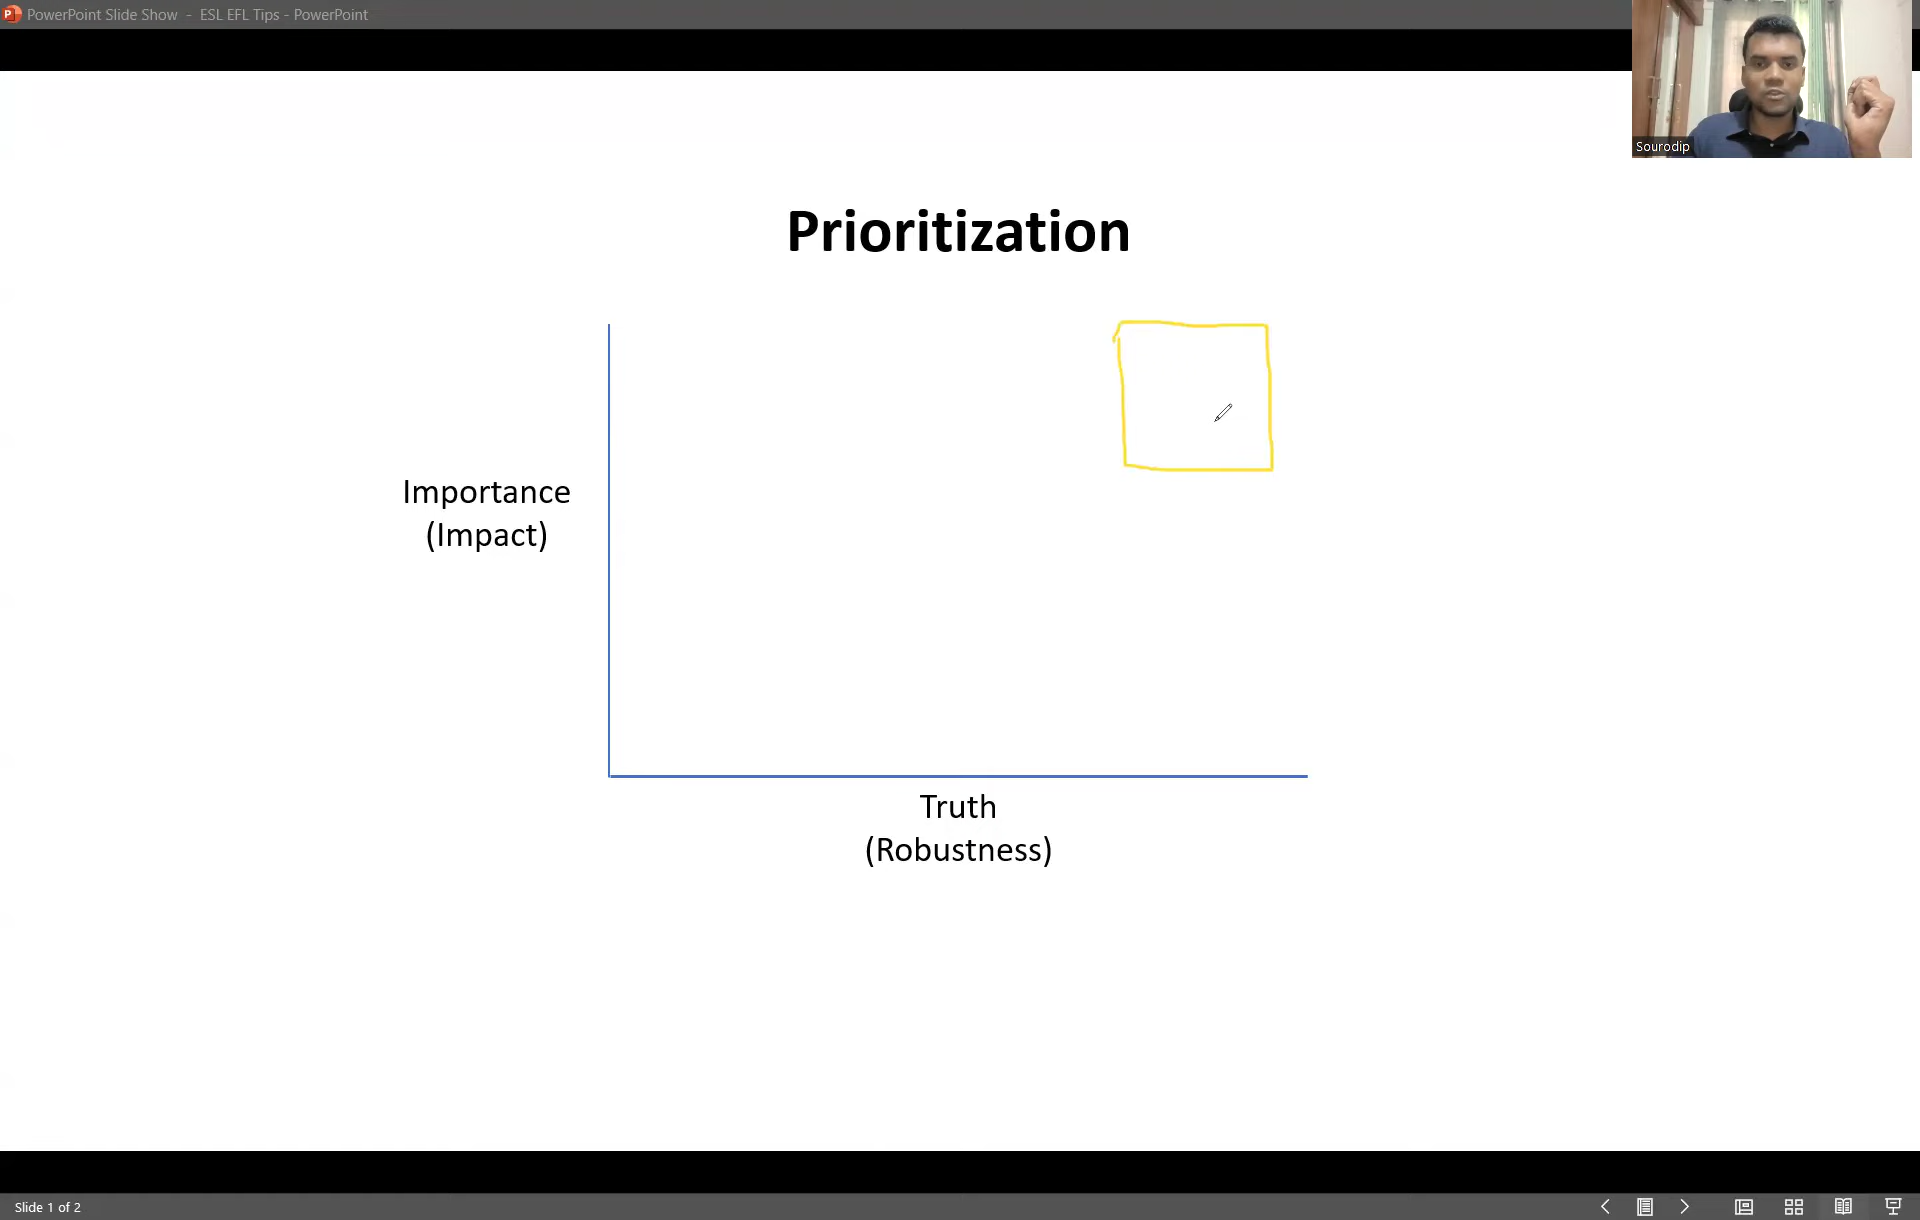 PowerPoint Slide Show - ESL EFL Tips - PowerPoint
Sourodip
Prioritization
Importance
(Impact)
Truth
(Robustness)
Slide 1 of 2